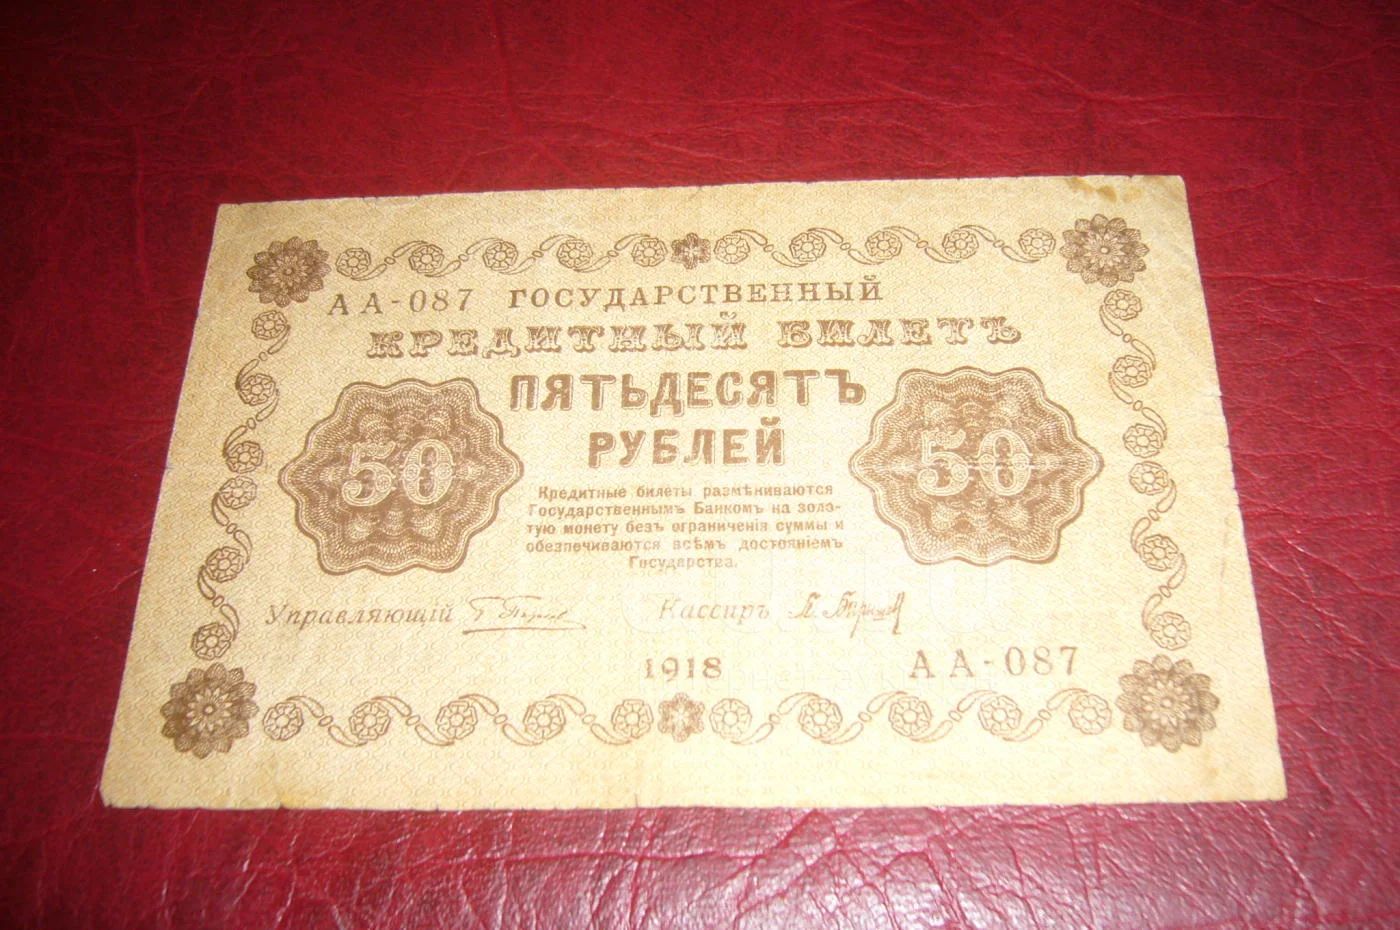 АА-087 ГОСУДАРСТВЕННЫЙ
КРЕДИТНЫЙ БИЛЕТЪ
ПЯТЬДЕСЯТЪ
РУБЛЕЙ
50
50
Кредитные билеты размѣниваются
Государственнымъ Банкомъ на золо-
тую монету безъ ограниченія суммы и
обезпечиваются всѣмъ достояніемъ
Государства.
Управляющій
Кассиръ
1918
АА-087